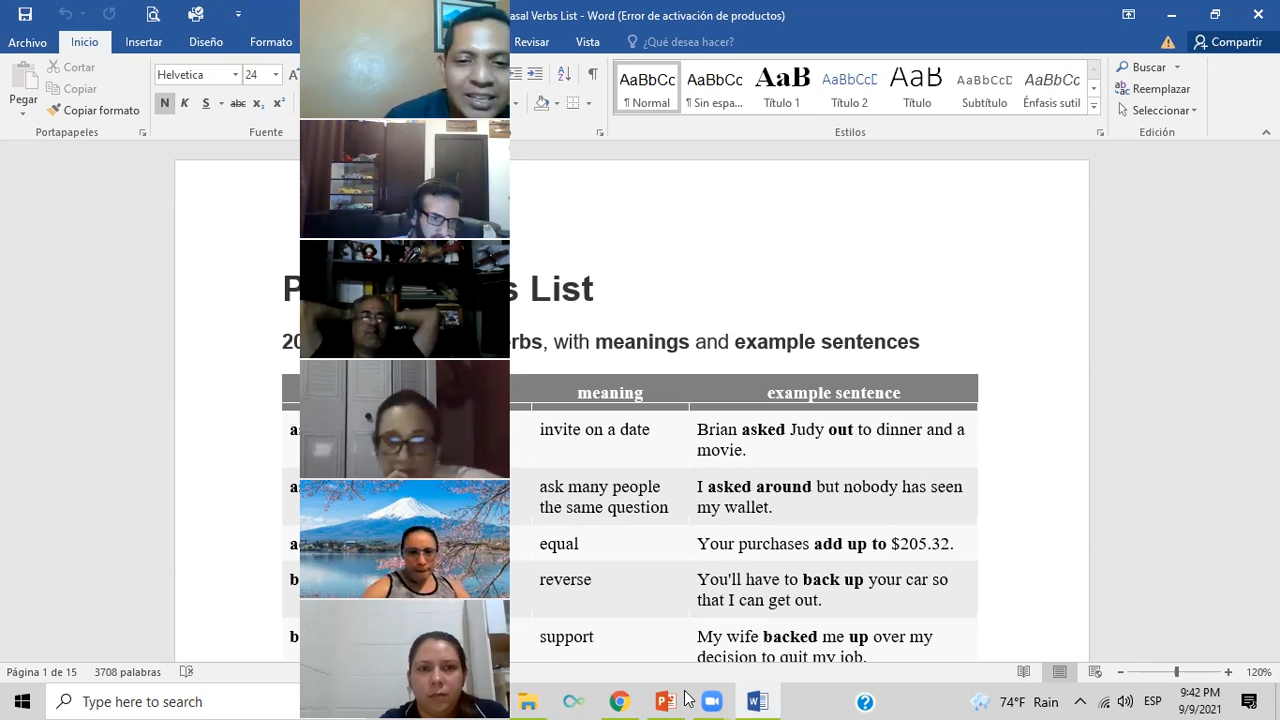 sal Verbs List - Word (Error de activación de productos)
Archivo Inicio Insertar Diseño Formato ¿Qué desea hacer? Compartir
Pegar
Cortar
Copiar
Copiar formato
Portapapeles
Helvetica 24
N K S abc x₂ x²
Fuente
AaBbCc AaBbCc AaB AaBbCcD AaBb AaBbCcD AaBbCc
¶ Normal ¶ Sin espa... Título 1 Título 2 Título Subtítulo Énfasis sutil
Estilos
Buscar
Reemplazar
Seleccionar
Edición
s List
erbs, with meanings and example sentences
meaning example sentence
invite on a date Brian asked Judy out to dinner and a
movie.
ask many people I asked around but nobody has seen
the same question my wallet.
equal Your purchases add up to $205.32.
reverse You'll have to back up your car so
that I can get out.
support My wife backed me up over my
decision to quit my job.
Página 1 de 15 3708 palabras 120%
Type here to search
74°F Rain ESP 9:42 PM
9/9/2021